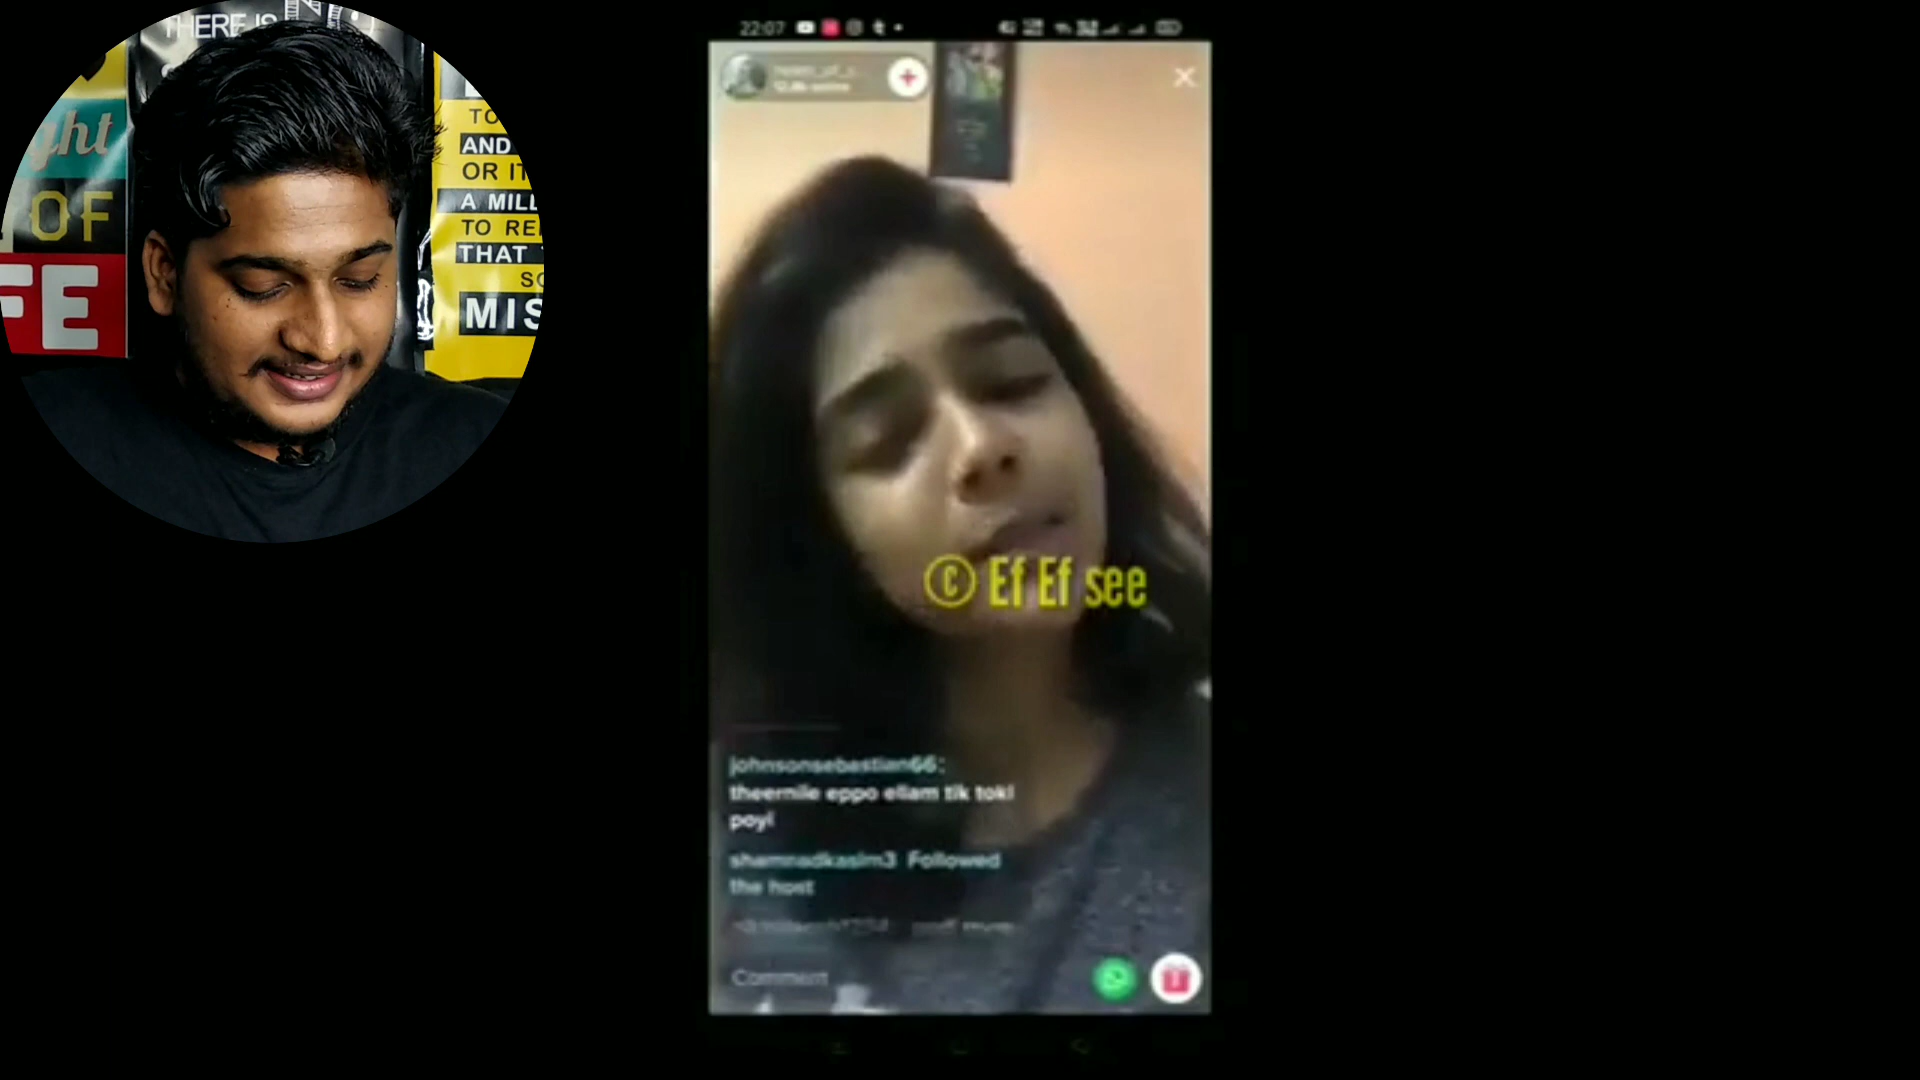 THERE IS
ght
OF
FE
TO
AND
OR IT
A MILL
TO RE
THAT
SO
MIS
22:07
© Ef Ef see
johnsonsebastian66:
theernile eppo ellam tik tokl
poyi
shamnadkasim3 Followed
the host
Comment